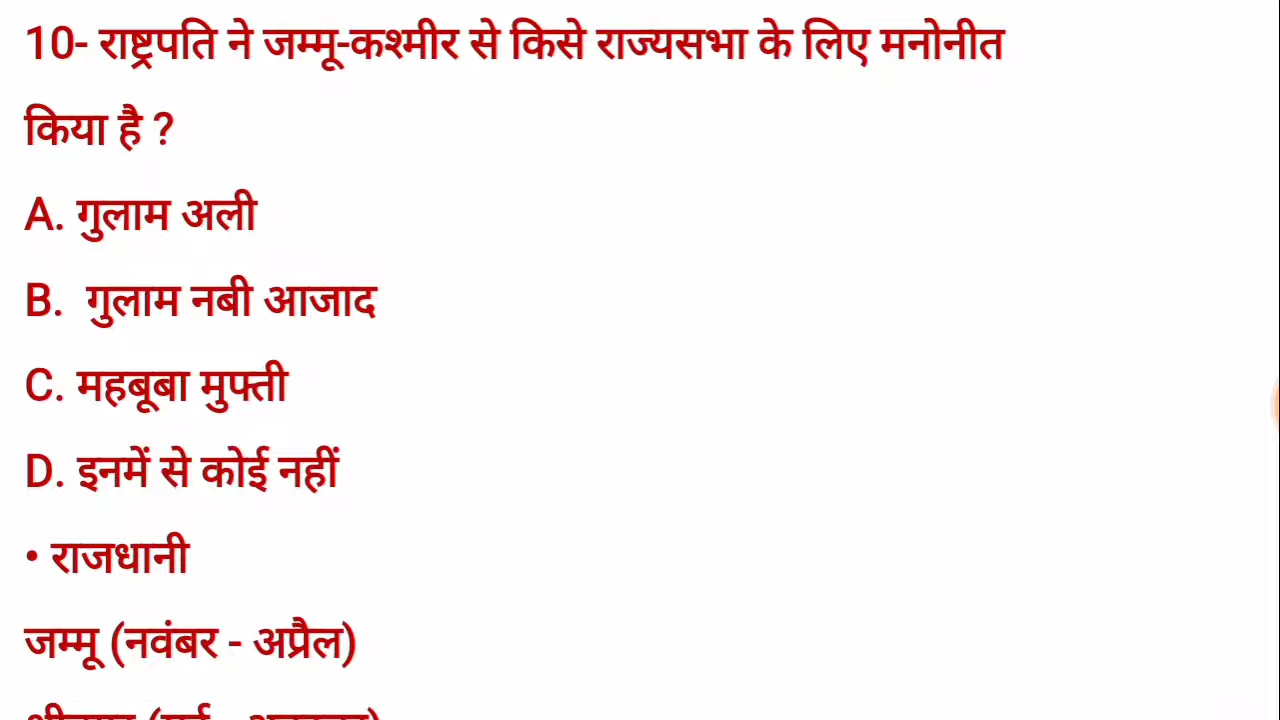 10- राष्ट्रपति ने जम्मू-कश्मीर से किसे राज्यसभा के लिए मनोनीत
किया है ?
A. गुलाम अली
B. गुलाम नबी आजाद
C. महबूबा मुफ्ती
D. इनमें से कोई नहीं
• राजधानी
जम्मू (नवंबर - अप्रैल)